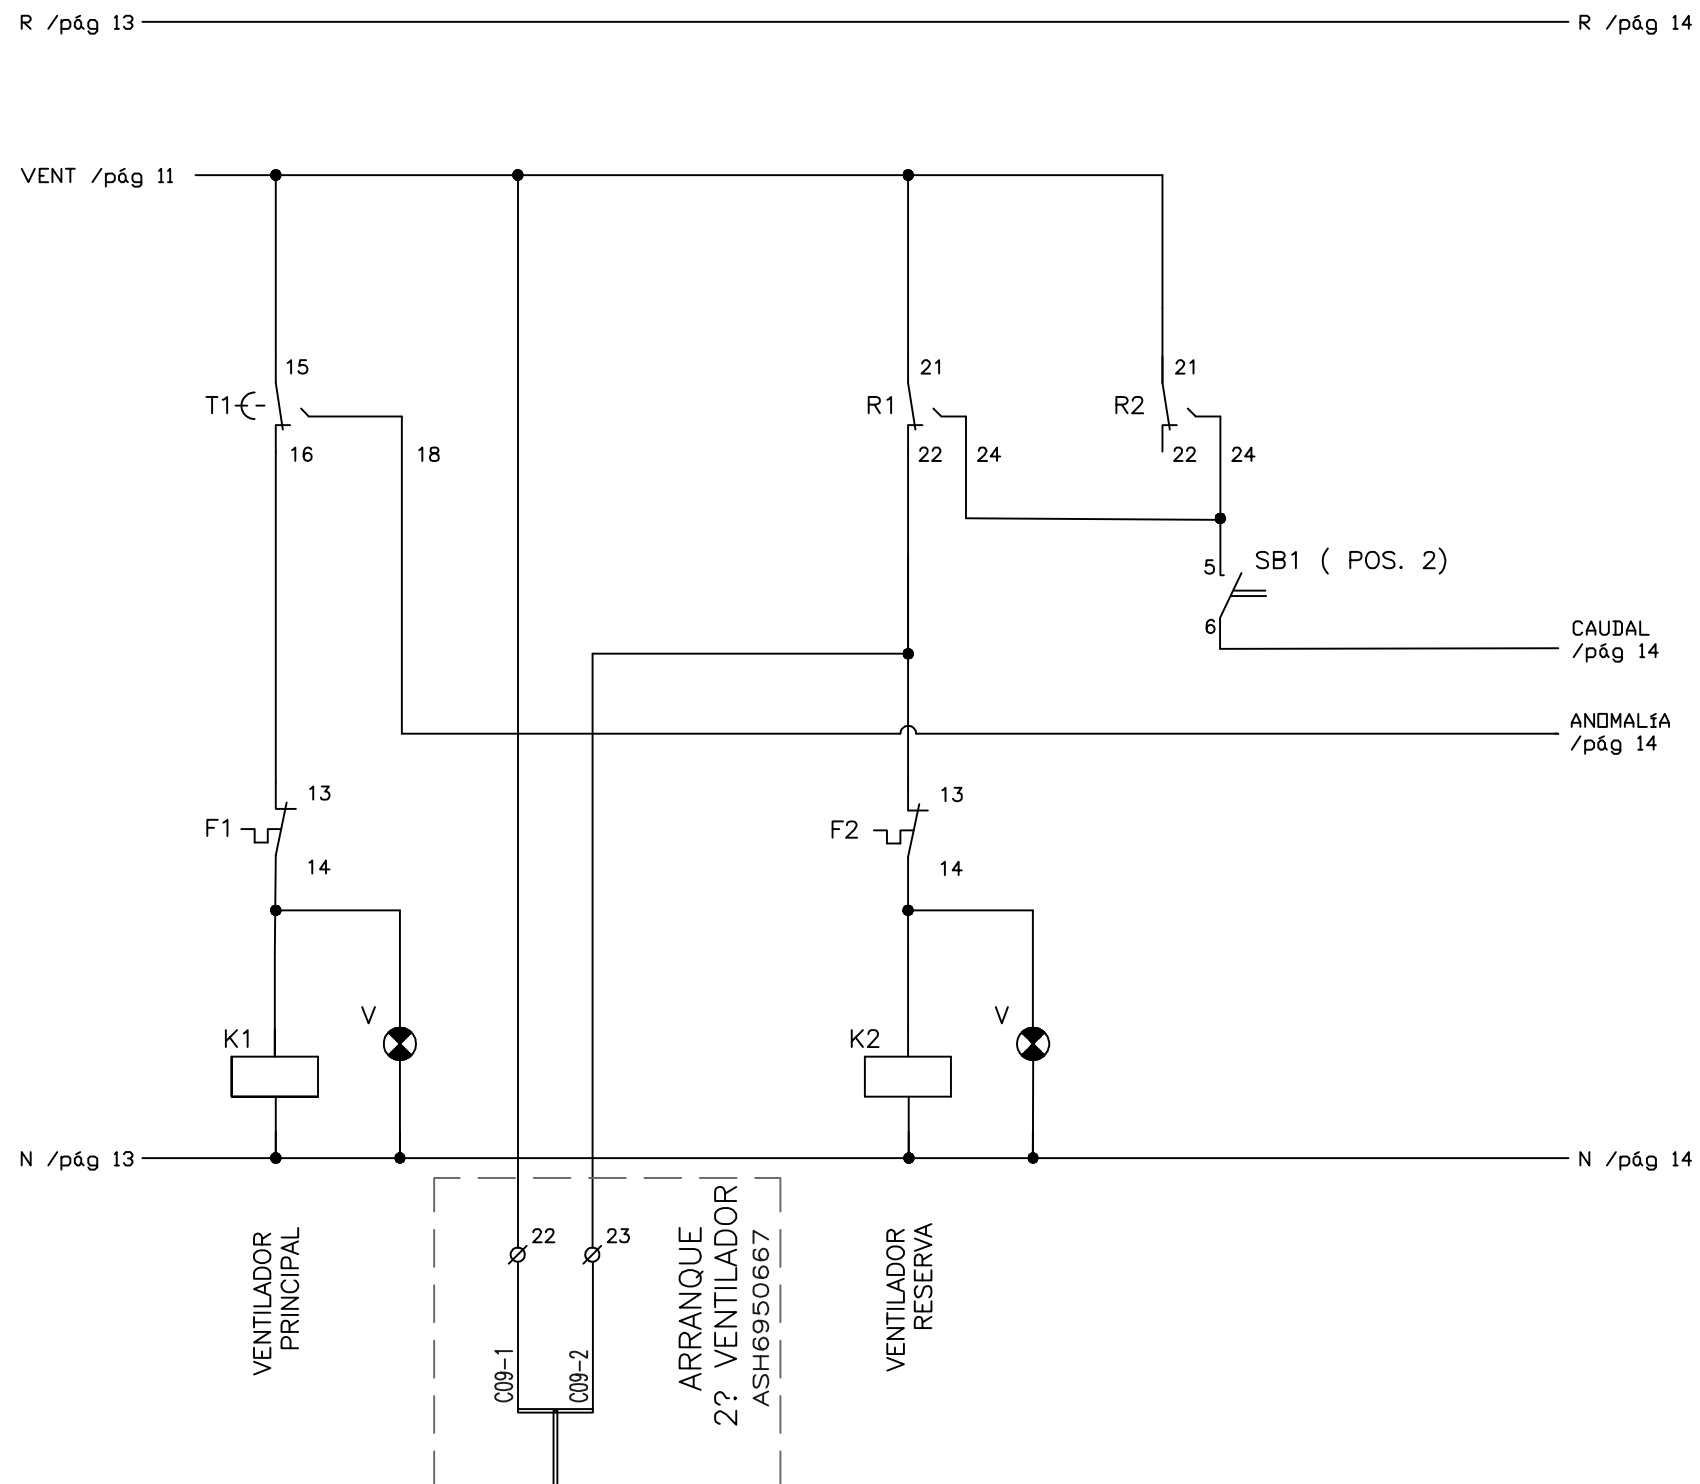 R /pág 13
R /pág 14
VENT /pág 11
15
T1
16
18
21
R1
22
24
21
R2
22
24
5
SB1 ( POS. 2)
6
CAUDAL
/pág 14
ANOMALíA
/pág 14
13
F1
14
13
F2
14
K1
V
K2
V
N /pág 13
N /pág 14
VENTILADOR
PRINCIPAL
22
23
C09-1
C09-2
ARRANQUE
2? VENTILADOR
ASH6950667
VENTILADOR
RESERVA